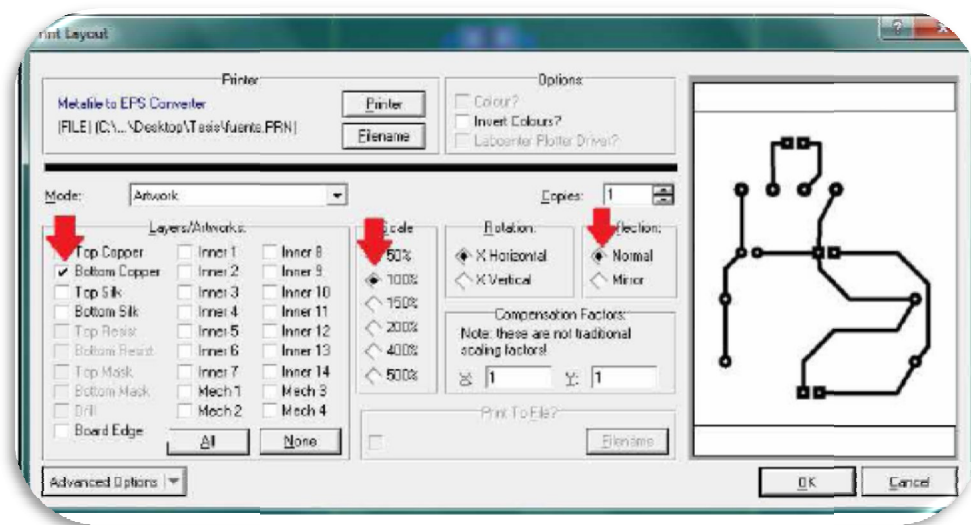 Print Layout
Printer
Metafile to EPS Converter
[FILE] (C:\...\Desktop\Tesis\fuente.PRN)
Printer
Filename
Options
Colour?
Invert Colours?
Labcenter Plotter Driver?
Mode:
Artwork
Copies:
1
Layers/Artworks:
Top Copper
Inner 1
Inner 8
Bottom Copper
Inner 2
Inner 9
Top Silk
Inner 3
Inner 10
Bottom Silk
Inner 4
Inner 11
Top Resist
Inner 5
Inner 12
Bottom Resist
Inner 6
Inner 13
Top Mask
Inner 7
Inner 14
Bottom Mask
Mech 1
Mech 3
Drill
Mech 2
Mech 4
Board Edge
All
None
Scale
50%
100%
150%
200%
400%
500%
Rotation:
X Horizontal
X Vertical
Reflection:
Normal
Mirror
Compensation Factors:
Note: these are not traditional
scaling factors!
X: 1
Y: 1
Print To File?
Filename
Advanced Options
OK
Cancel